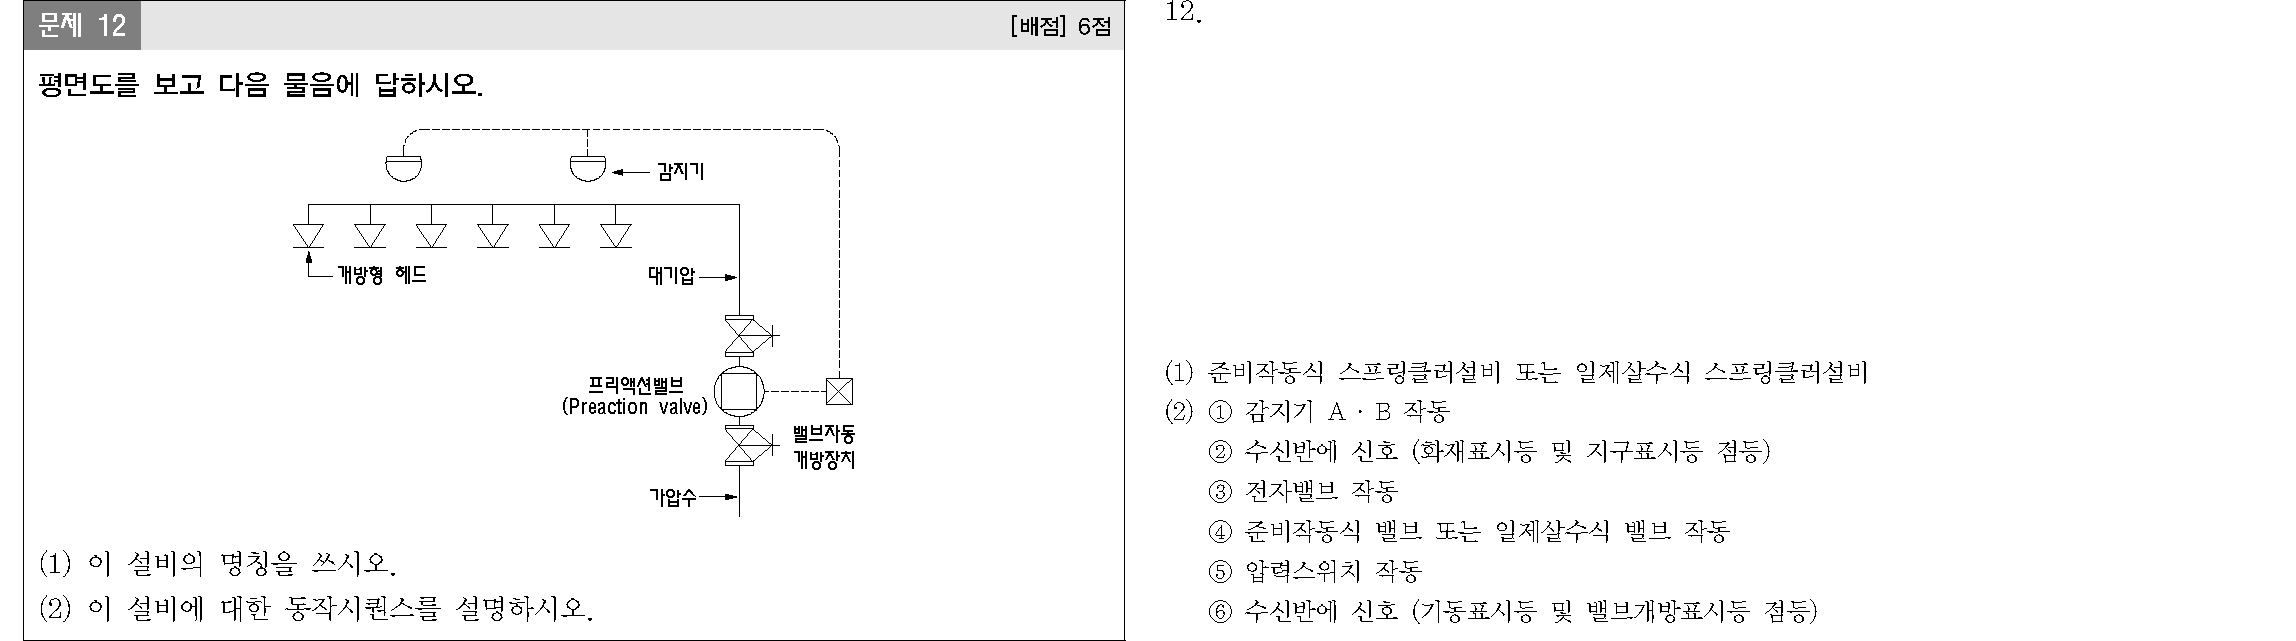 문제 12
[배점] 6점
평면도를 보고 다음 물음에 답하시오.
감지기
개방형 헤드
대기압
프리액션밸브
(Preaction valve)
밸브자동
개방장치
가압수
(1) 이 설비의 명칭을 쓰시오.
(2) 이 설비에 대한 동작시퀀스를 설명하시오.
12.
(1) 준비작동식 스프링클러설비 또는 일제살수식 스프링클러설비
(2) ① 감지기 A · B 작동
② 수신반에 신호 (화재표시등 및 지구표시등 점등)
③ 전자밸브 작동
④ 준비작동식 밸브 또는 일제살수식 밸브 작동
⑤ 압력스위치 작동
⑥ 수신반에 신호 (기동표시등 및 밸브개방표시등 점등)